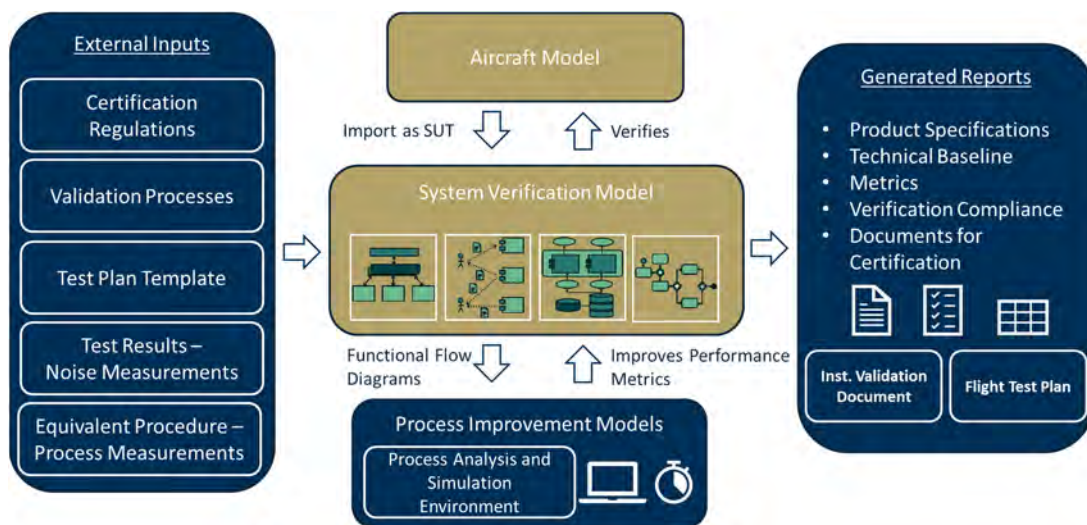 External Inputs
Certification
Regulations
Validation Processes
Test Plan Template
Test Results –
Noise Measurements
Equivalent Procedure –
Process Measurements
Aircraft Model
Import as SUT
Verifies
System Verification Model
Functional Flow
Diagrams
Improves Performance
Metrics
Process Improvement Models
Process Analysis and
Simulation
Environment
Generated Reports
• Product Specifications
• Technical Baseline
• Metrics
• Verification Compliance
• Documents for
Certification
Inst. Validation
Document
Flight Test Plan